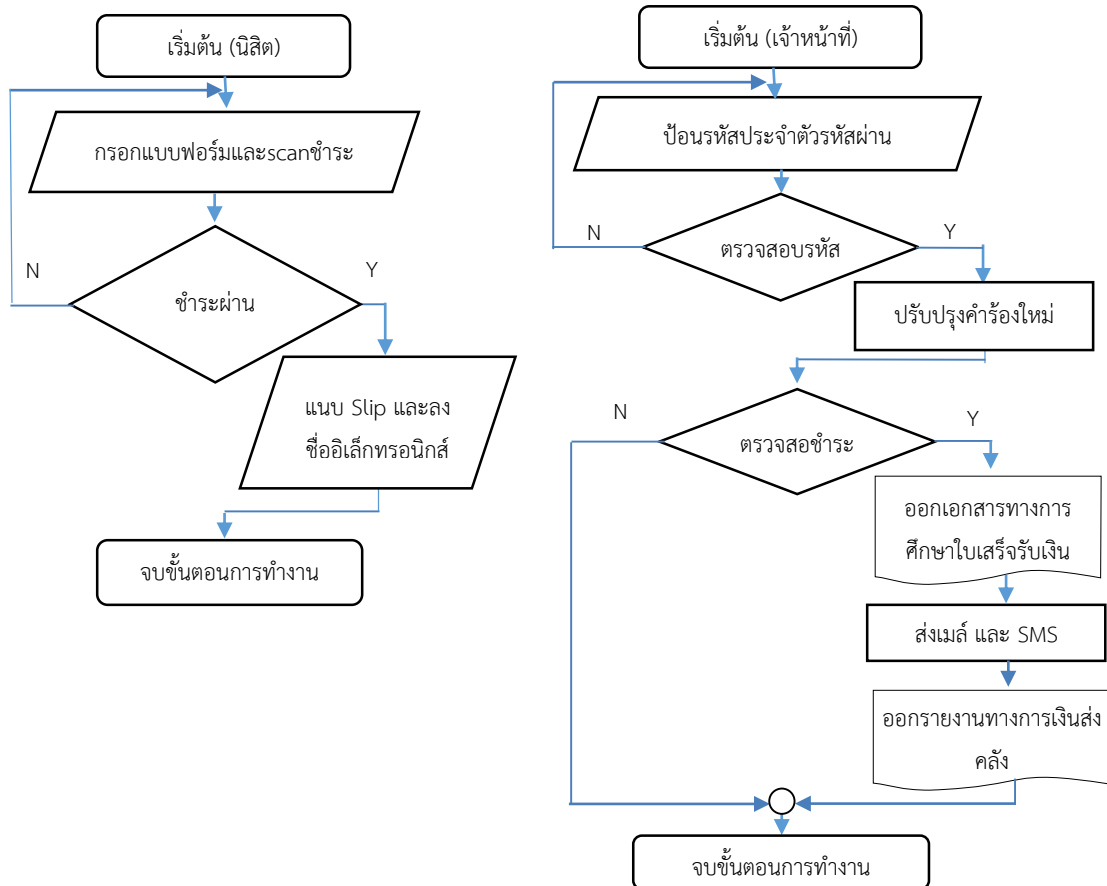 เริ่มต้น (นิสิต)
กรอกแบบฟอร์มและscanชำระ
N
Y
ชำระผ่าน
แนบ Slip และลง
ชื่ออิเล็กทรอนิกส์
จบขั้นตอนการทำงาน
เริ่มต้น (เจ้าหน้าที่)
ป้อนรหัสประจำตัวรหัสผ่าน
N
Y
ตรวจสอบรหัส
ปรับปรุงคำร้องใหม่
N
Y
ตรวจสอชำระ
ออกเอกสารทางการ
ศึกษาใบเสร็จรับเงิน
ส่งเมล์ และ SMS
ออกรายงานทางการเงินส่ง
คลัง
จบขั้นตอนการทำงาน